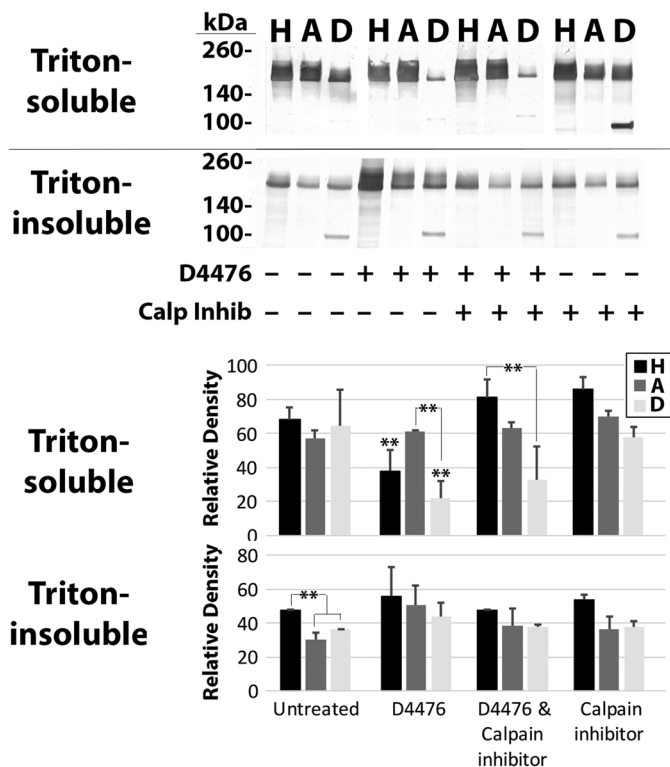 kDa H A D H A D H A D H A D
260-
Triton-
soluble
140-
100-
260-
Triton-
insoluble
140-
100-
D4476 – – – + + + + + + – – –
Calp Inhib – – – – – – + + + + + +
100
80
60
40
20
0
Relative Density
Triton-
soluble
** ** ** **
H
A
D
80
60
40
20
0
Relative Density
Triton-
insoluble
**
Untreated D4476 D4476 & Calpain
Calpain inhibitor
inhibitor